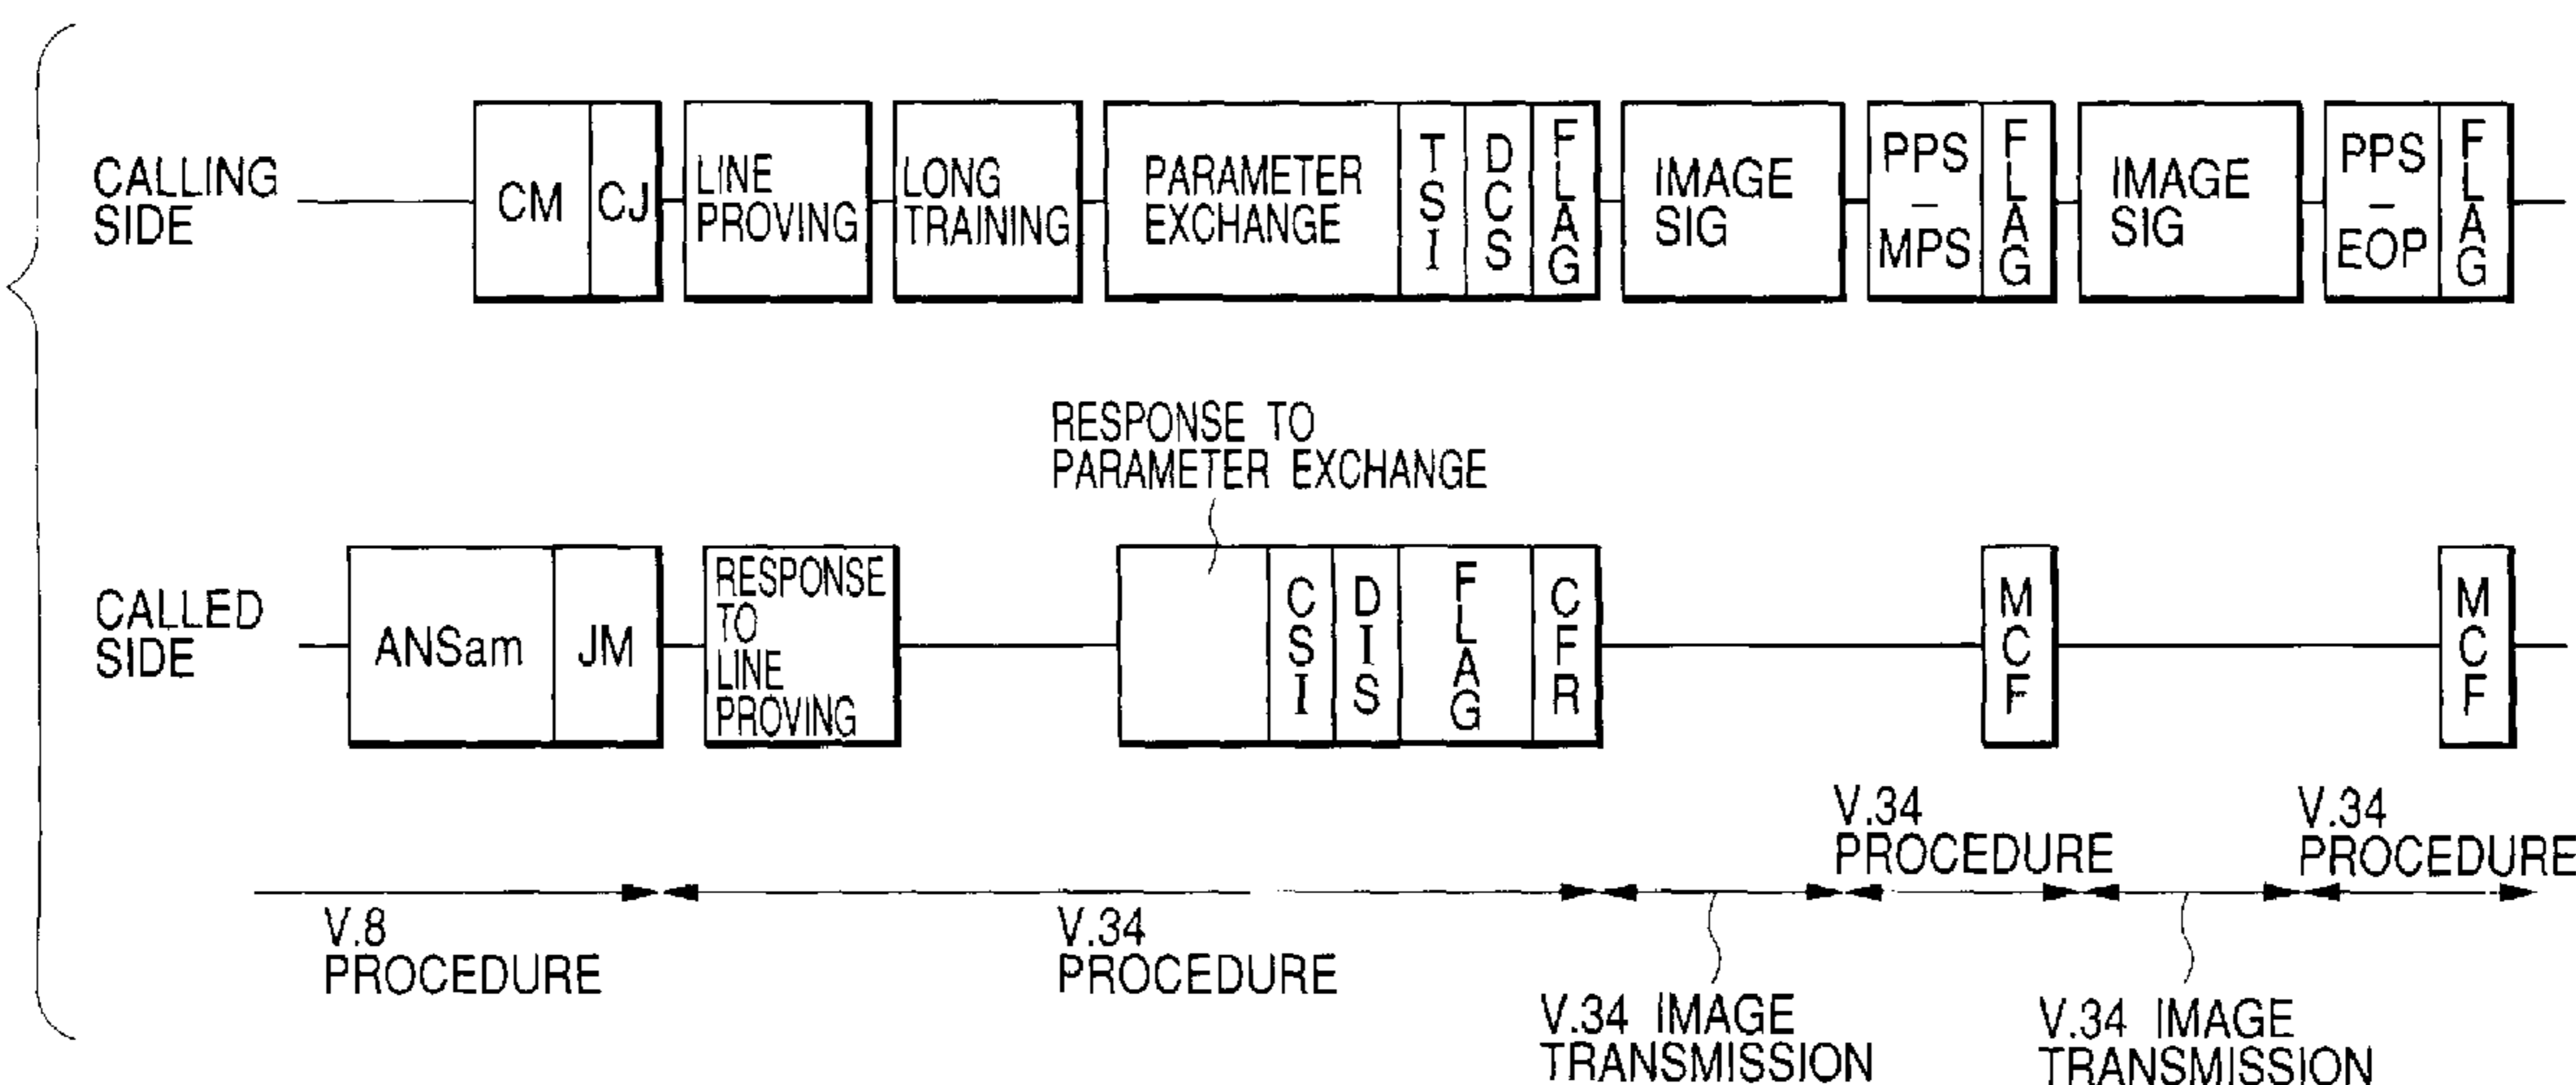 CALLING
SIDE
CM
CJ
LINE
PROVING
LONG
TRAINING
PARAMETER
EXCHANGE
TSI
DCS
FLAG
IMAGE
SIG
PPS
–
MPS
FLAG
IMAGE
SIG
PPS
–
EOP
FLAG
RESPONSE TO
PARAMETER EXCHANGE
CALLED
SIDE
ANSam
JM
RESPONSE
TO
LINE
PROVING
CSI
DIS
FLAG
CFR
MCF
MCF
V.8
PROCEDURE
V.34
PROCEDURE
V.34 IMAGE
TRANSMISSION
V.34
PROCEDURE
V.34 IMAGE
TRANSMISSION
V.34
PROCEDURE